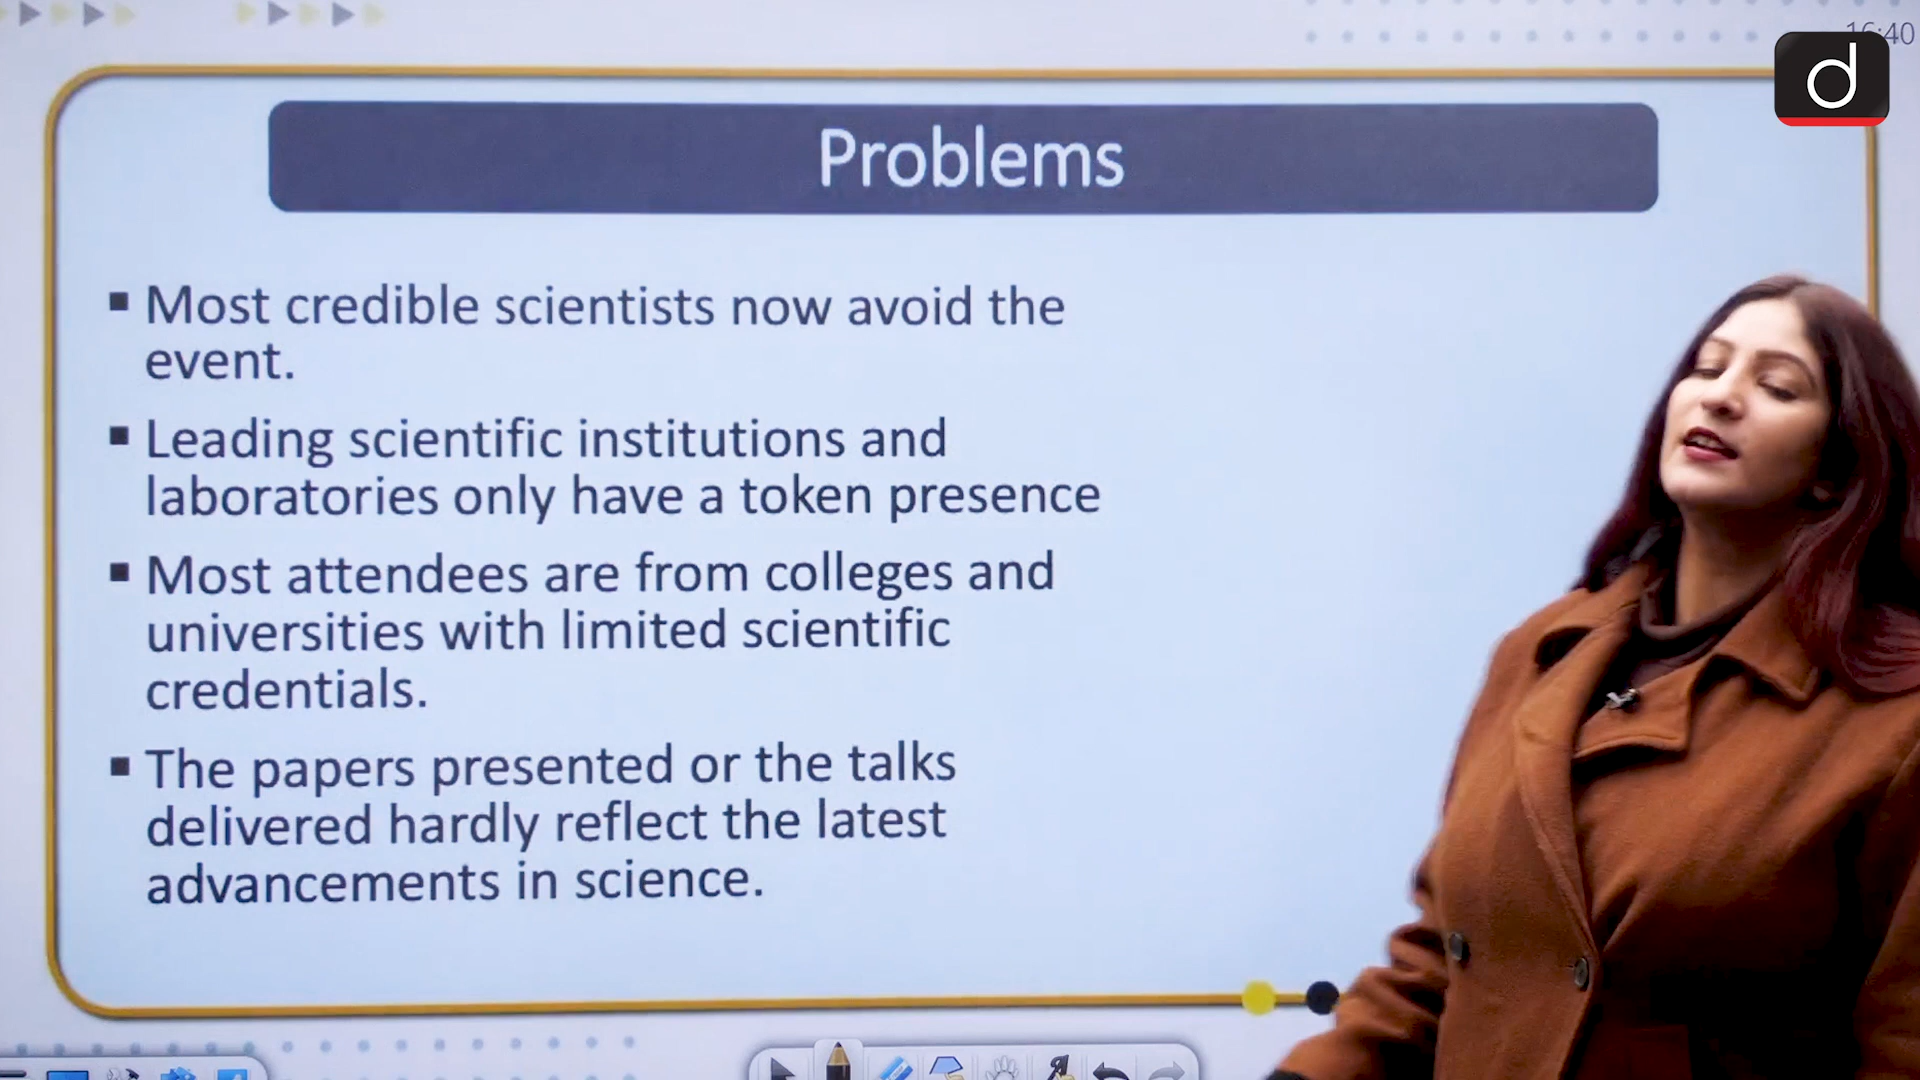 16:40
d
Problems
▪ Most credible scientists now avoid the
event.
▪ Leading scientific institutions and
laboratories only have a token presence
▪ Most attendees are from colleges and
universities with limited scientific
credentials.
▪ The papers presented or the talks
delivered hardly reflect the latest
advancements in science.